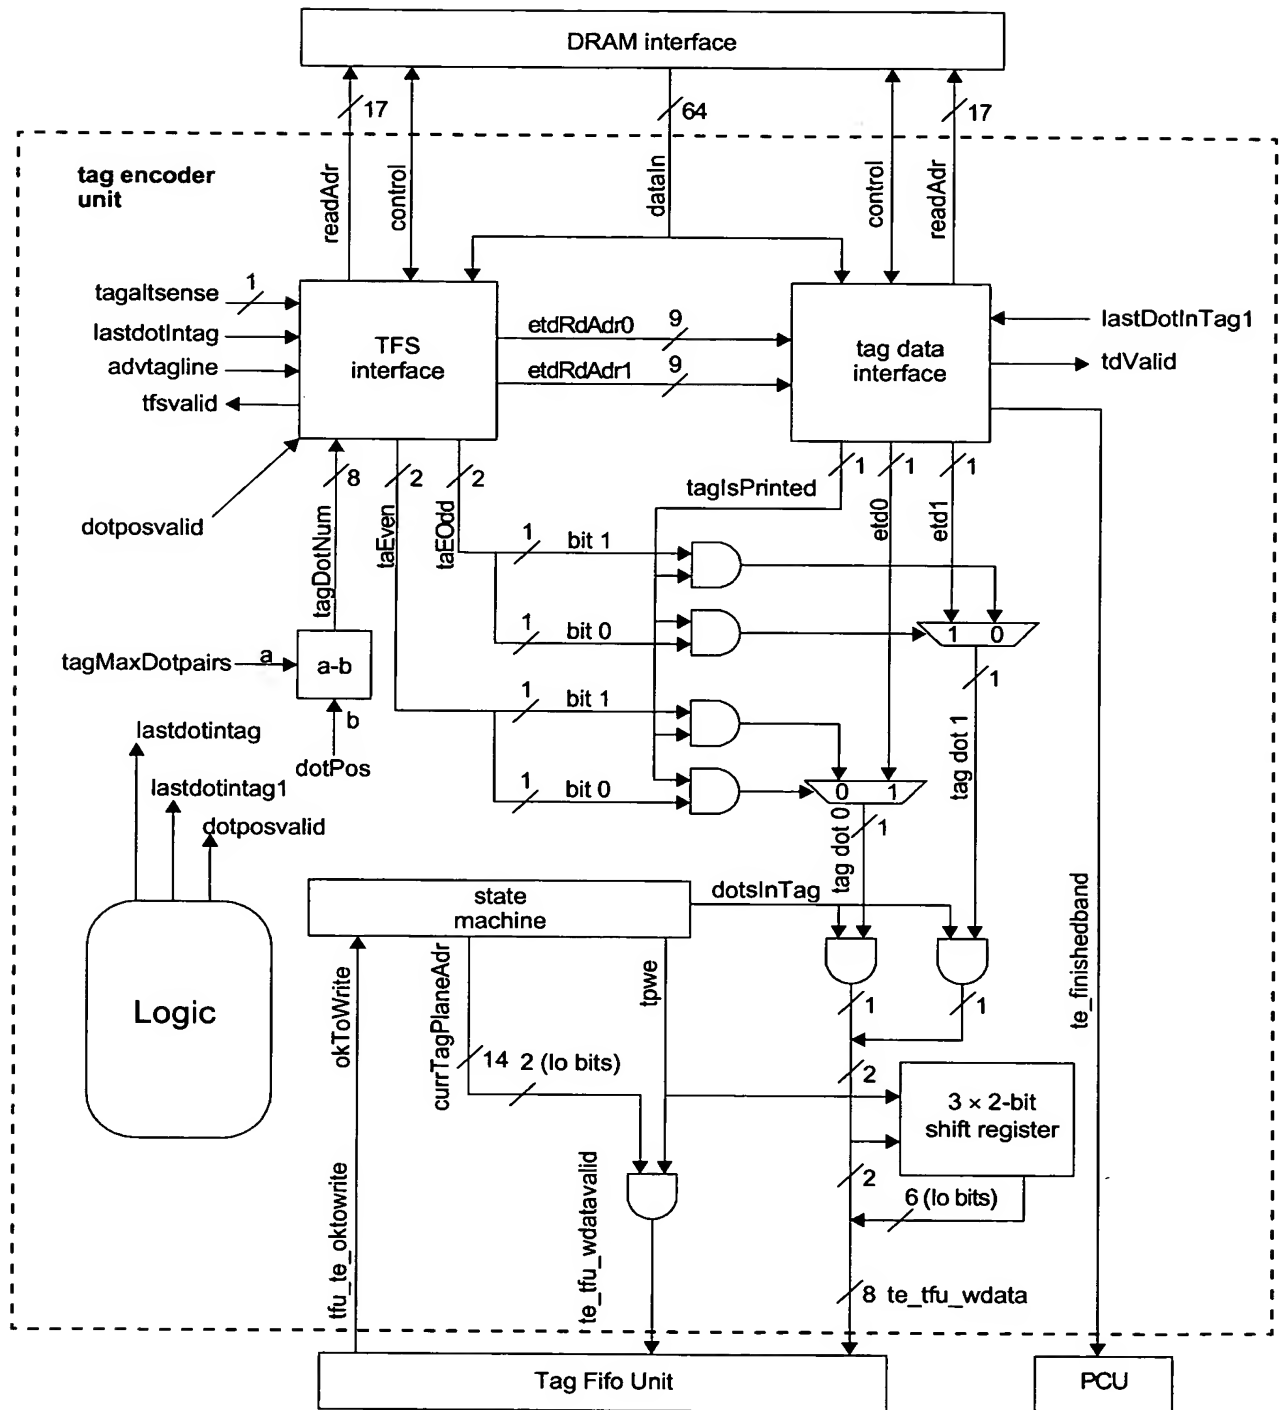 DRAM interface
17
64
17
tag encoder
unit
readAdr
control
dataIn
control
readAdr
tagaltsense
1
lastdotIntag
advtagline
tfsvalid
TFS
interface
etdRdAdr0
9
etdRdAdr1
9
tag data
interface
lastDotInTag1
tdValid
dotposvalid
8
2
2
tagDotNum
taEven
taEOdd
tagIsPrinted
1
1
1
etd0
etd1
1
bit 1
1
bit 0
1 0
1
tagMaxDotpairs
a
a-b
b
dotPos
1
bit 1
1
bit 0
0 1
1
tag dot 0
tag dot 1
lastdotintag
lastdotintag1
dotposvalid
Logic
state
machine
dotsInTag
okToWrite
currTagPlaneAdr
tpwe
14
2 (lo bits)
1
1
2
3 × 2-bit
shift register
2
6 (lo bits)
te_finishedband
tfu_te_oktowrite
te_tfu_wdatavalid
8 te_tfu_wdata
Tag Fifo Unit
PCU